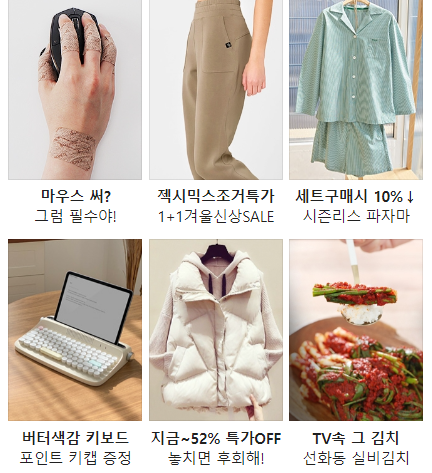 마우스 써?
그럼 필수야!
젝시믹스조거특가
1+1겨울신상SALE
세트구매시 10%↓
시즌리스 파자마
버터색감 키보드
포인트 키캡 증정
지금~52% 특가OFF
놓치면 후회해!
TV속 그 김치
선화동 실비김치